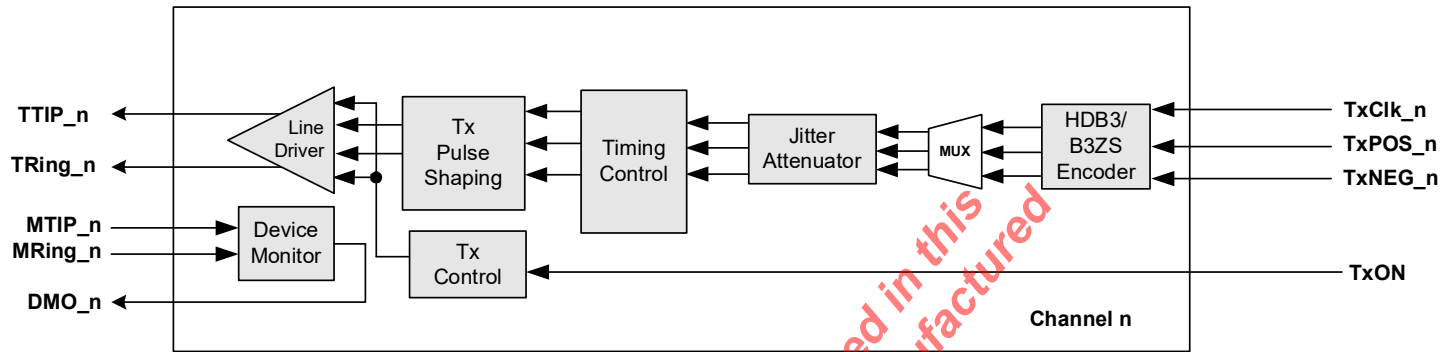 TTIP_n
TRing_n
MTIP_n
MRing_n
DMO_n
Line
Driver
Device
Monitor
Tx
Pulse
Shaping
Tx
Control
Timing
Control
Jitter
Attenuator
MUX
HDB3/
B3ZS
Encoder
TxClk_n
TxPOS_n
TxNEG_n
TxON
Channel n
ed in this
ufactured